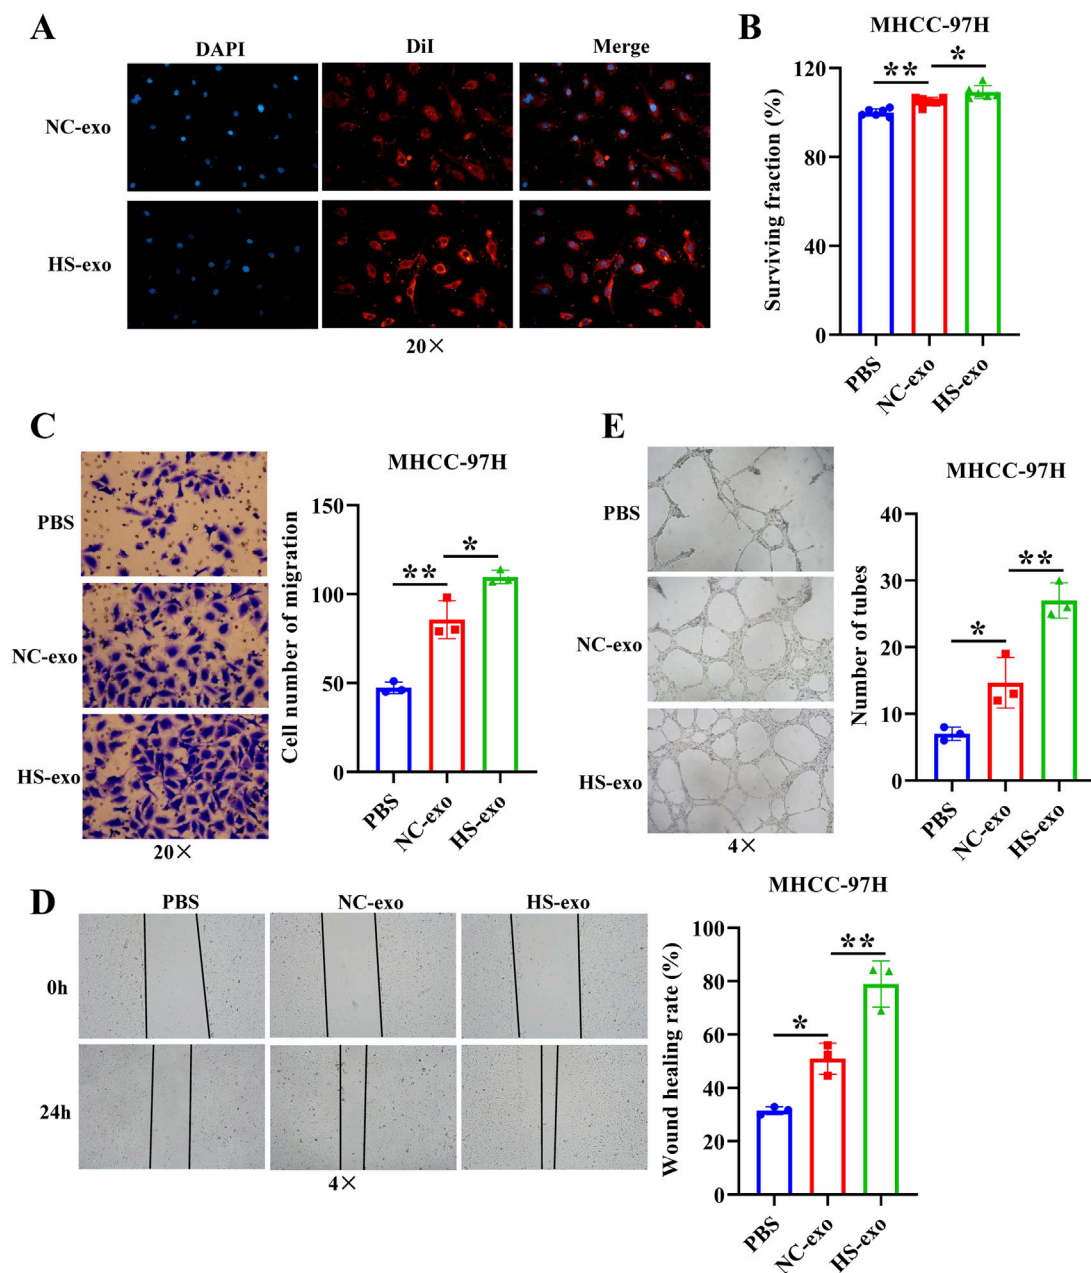 A
DAPI
DiI
Merge
NC-exo
HS-exo
20×
B
MHCC-97H
**
*
Surviving fraction (%)
120
80
40
0
PBS
NC-exo
HS-exo
C
PBS
NC-exo
HS-exo
20×
MHCC-97H
**
*
Cell number of migration
150
100
50
0
PBS
NC-exo
HS-exo
E
PBS
NC-exo
HS-exo
4×
MHCC-97H
**
*
Number of tubes
40
30
20
10
0
PBS
NC-exo
HS-exo
D
PBS
NC-exo
HS-exo
0h
24h
4×
MHCC-97H
**
*
Wound healing rate (%)
100
80
60
40
20
0
PBS
NC-exo
HS-exo